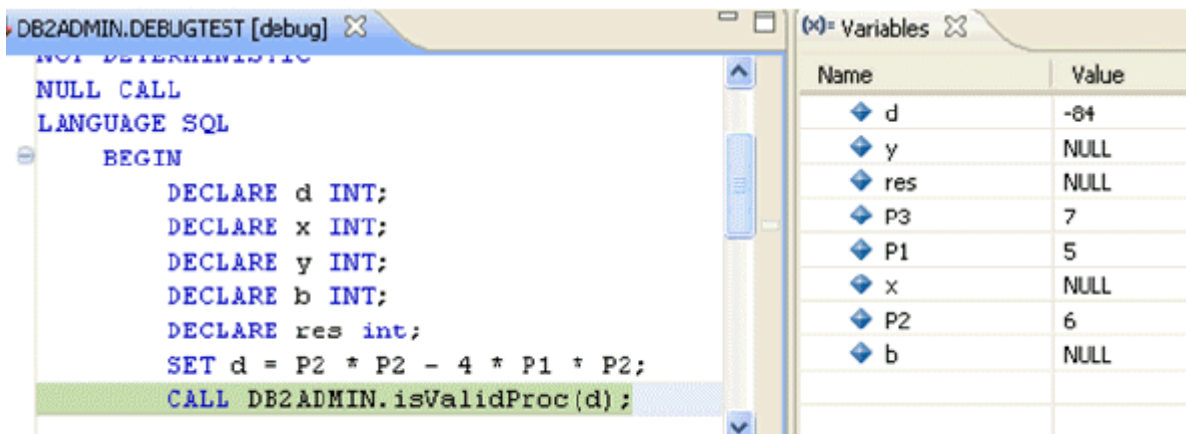 DB2ADMIN.DEBUGTEST [debug]
NOT DETERMINISTIC
NULL CALL
LANGUAGE SQL
BEGIN
DECLARE d INT;
DECLARE x INT;
DECLARE y INT;
DECLARE b INT;
DECLARE res int;
SET d = P2 * P2 - 4 * P1 * P2;
CALL DB2ADMIN.isValidProc(d);
(x)= Variables
Name Value
d -84
y NULL
res NULL
P3 7
P1 5
x NULL
P2 6
b NULL